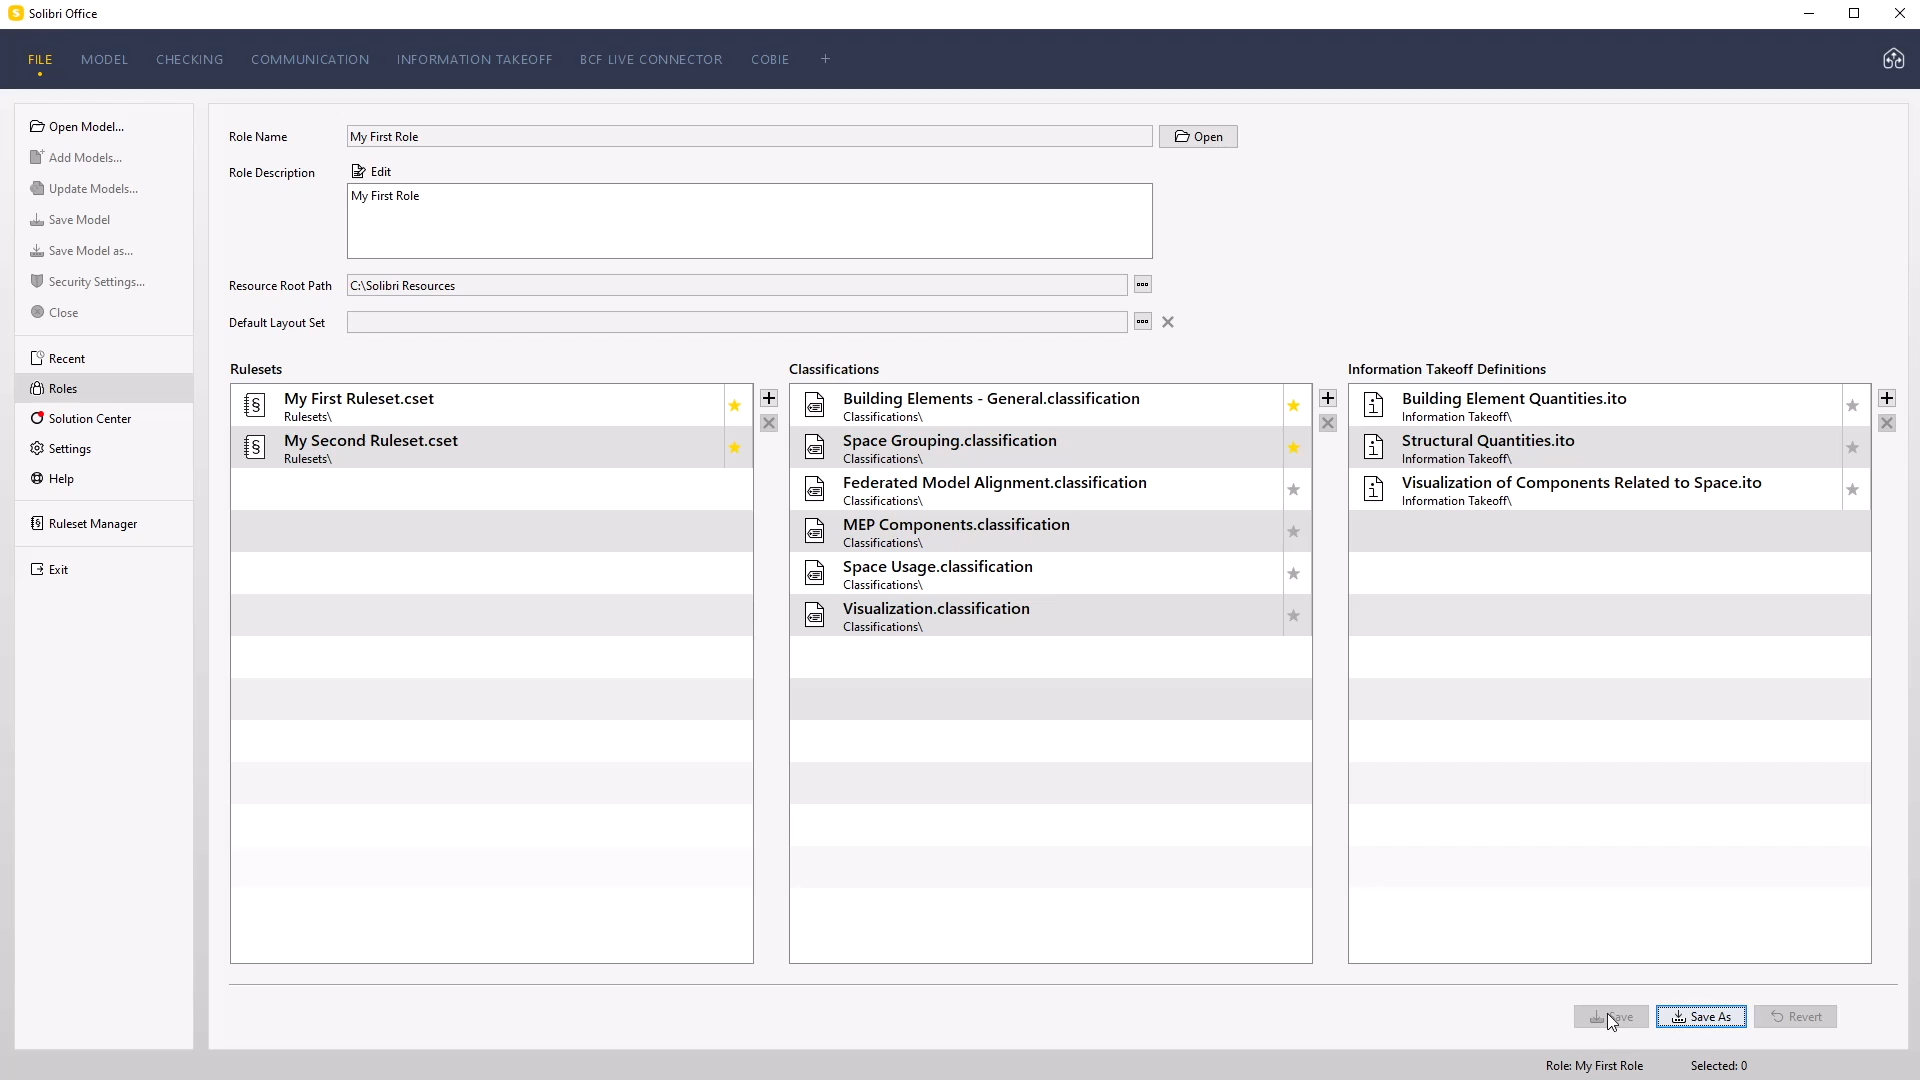 Solibri Office
FILE
MODEL
CHECKING
COMMUNICATION
INFORMATION TAKEOFF
BCF LIVE CONNECTOR
COBIE
+
Open Model...
Add Models...
Update Models...
Save Model
Save Model as...
Security Settings...
Close
Recent
Roles
Solution Center
Settings
Help
Ruleset Manager
Exit
Role Name
My First Role
Open
Role Description
Edit
My First Role
Resource Root Path
C:\Solibri Resources
Default Layout Set
Rulesets
My First Ruleset.cset
Rulesets\
My Second Ruleset.cset
Rulesets\
Classifications
Building Elements - General.classification
Classifications\
Space Grouping.classification
Classifications\
Federated Model Alignment.classification
Classifications\
MEP Components.classification
Classifications\
Space Usage.classification
Classifications\
Visualization.classification
Classifications\
Information Takeoff Definitions
Building Element Quantities.ito
Information Takeoff\
Structural Quantities.ito
Information Takeoff\
Visualization of Components Related to Space.ito
Information Takeoff\
Save As
Revert
Role: My First Role
Selected: 0